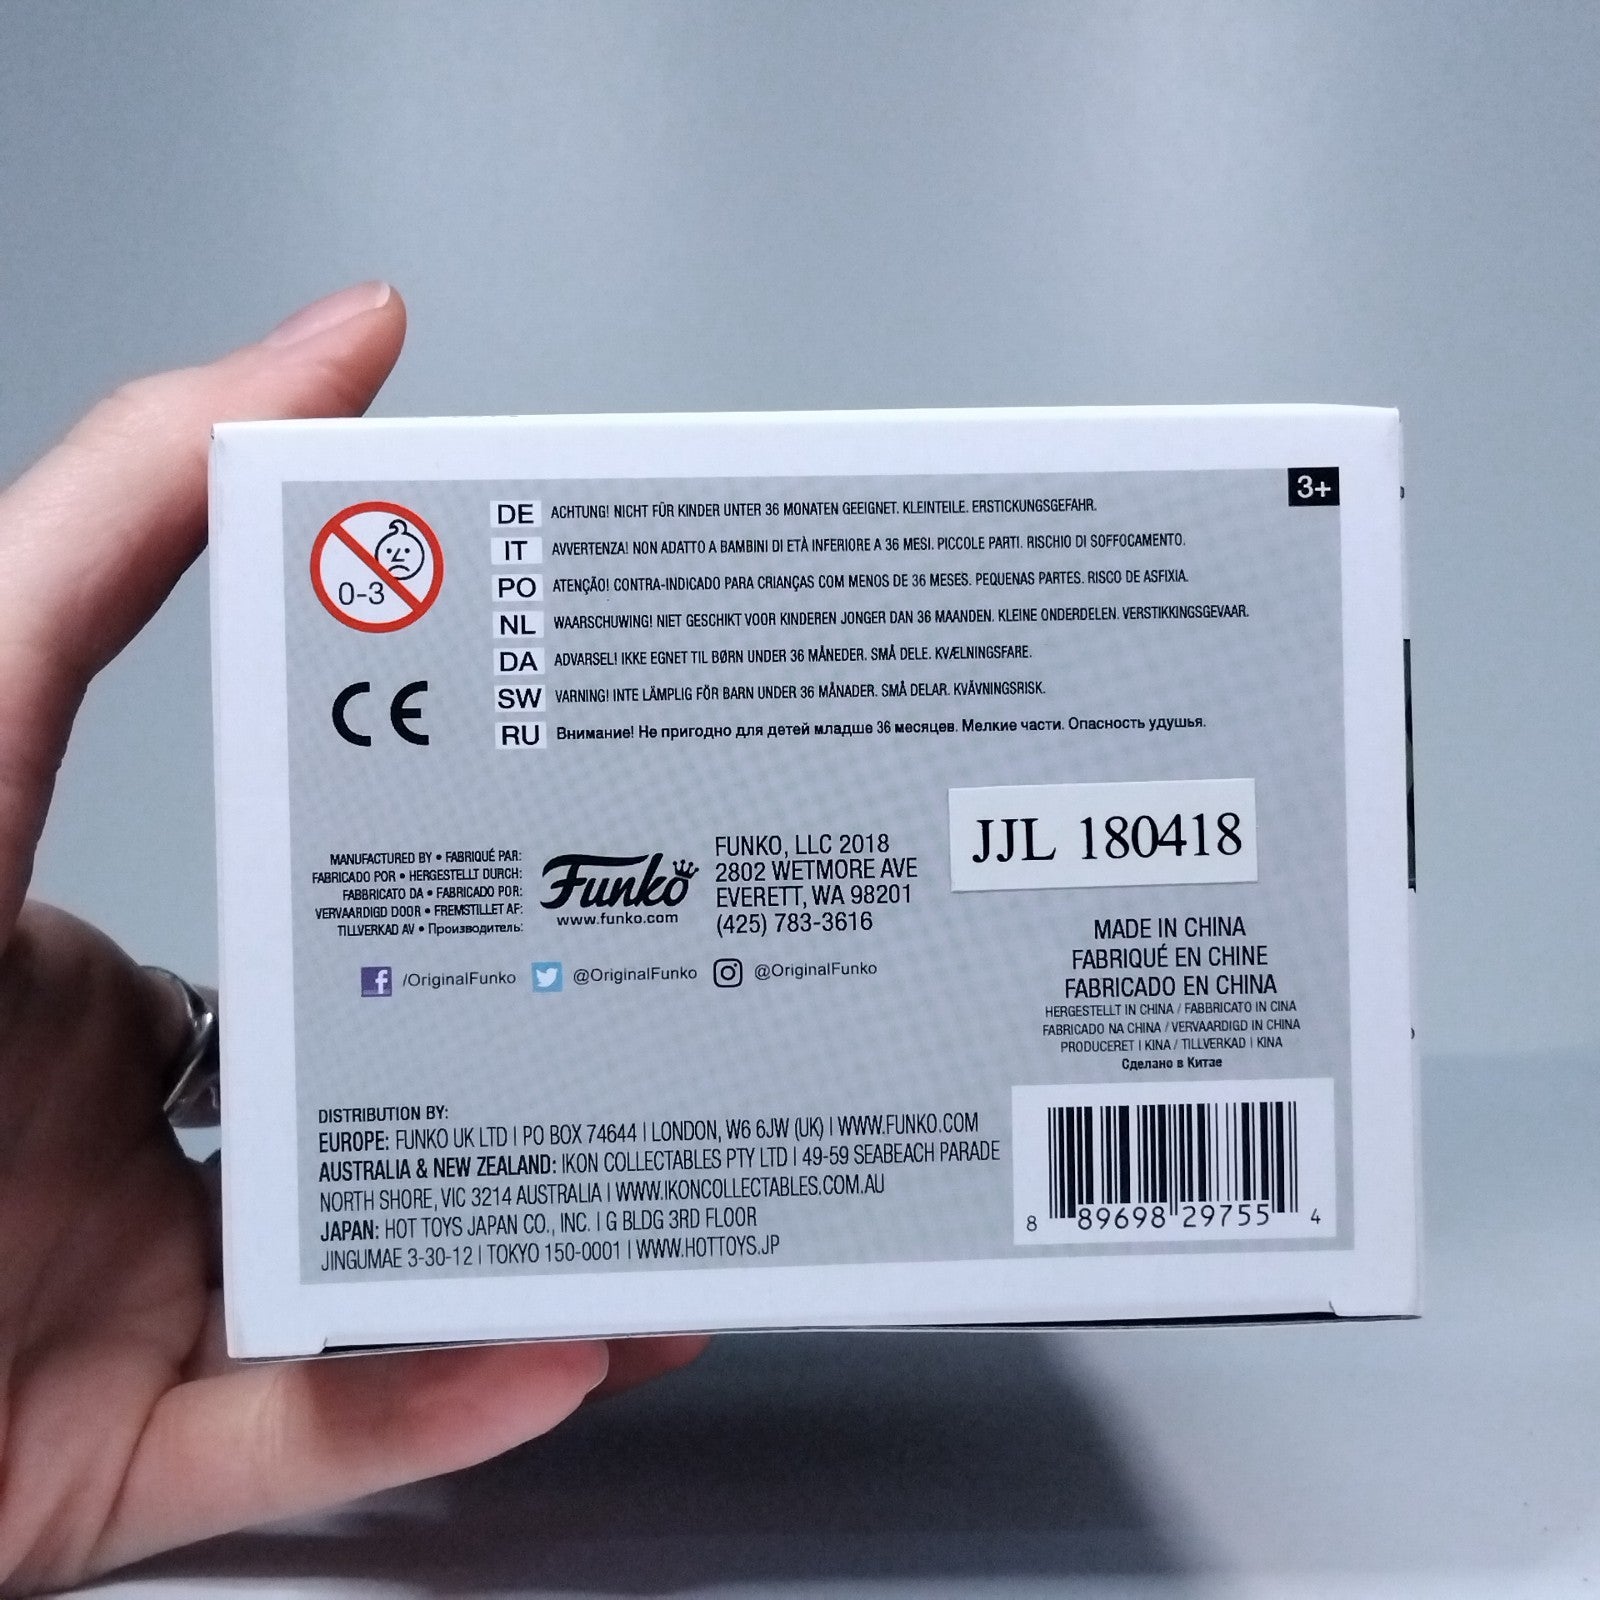 3+
0-3
DE ACHTUNG! NICHT FÜR KINDER UNTER 36 MONATEN GEEIGNET. KLEINTEILE. ERSTICKUNGSGEFAHR.
IT AVVERTENZA! NON ADATTO A BAMBINI DI ETÀ INFERIORE A 36 MESI. PICCOLE PARTI. RISCHIO DI SOFFOCAMENTO.
PO ATENÇÃO! CONTRA-INDICADO PARA CRIANÇAS COM MENOS DE 36 MESES. PEQUENAS PARTES. RISCO DE ASFIXIA.
NL WAARSCHUWING! NIET GESCHIKT VOOR KINDEREN JONGER DAN 36 MAANDEN. KLEINE ONDERDELEN. VERSTIKKINGSGEVAAR.
DA ADVARSEL! IKKE EGNET TIL BØRN UNDER 36 MÅNEDER. SMÅ DELE. KVÆLNINGSFARE.
SW VARNING! INTE LÄMPLIG FÖR BARN UNDER 36 MÅNADER. SMÅ DELAR. KVÄVNINGSRISK.
RU Внимание! Не пригодно для детей младше 36 месяцев. Мелкие части. Опасность удушья.
CE
MANUFACTURED BY • FABRIQUÉ PAR:
FABRICADO POR • HERGESTELLT DURCH:
FABBRICATO DA • FABRICADO POR:
VERVAARDIGD DOOR • FREMSTILLET AF:
TILLVERKAD AV • Производитель:
Funko
www.funko.com
FUNKO, LLC 2018
2802 WETMORE AVE
EVERETT, WA 98201
(425) 783-3616
JJL 180418
/OriginalFunko @OriginalFunko @OriginalFunko
MADE IN CHINA
FABRIQUÉ EN CHINE
FABRICADO EN CHINA
HERGESTELLT IN CHINA / FABBRICATO IN CINA
FABRICADO NA CHINA / VERVAARDIGD IN CHINA
PRODUCERET I KINA / TILLVERKAD I KINA
Сделано в Китае
DISTRIBUTION BY:
EUROPE: FUNKO UK LTD | PO BOX 74644 | LONDON, W6 6JW (UK) | WWW.FUNKO.COM
AUSTRALIA & NEW ZEALAND: IKON COLLECTABLES PTY LTD | 49-59 SEABEACH PARADE
NORTH SHORE, VIC 3214 AUSTRALIA | WWW.IKONCOLLECTABLES.COM.AU
JAPAN: HOT TOYS JAPAN CO., INC. | G BLDG 3RD FLOOR
JINGUMAE 3-30-12 | TOKYO 150-0001 | WWW.HOTTOYS.JP
8 89698 29755 4